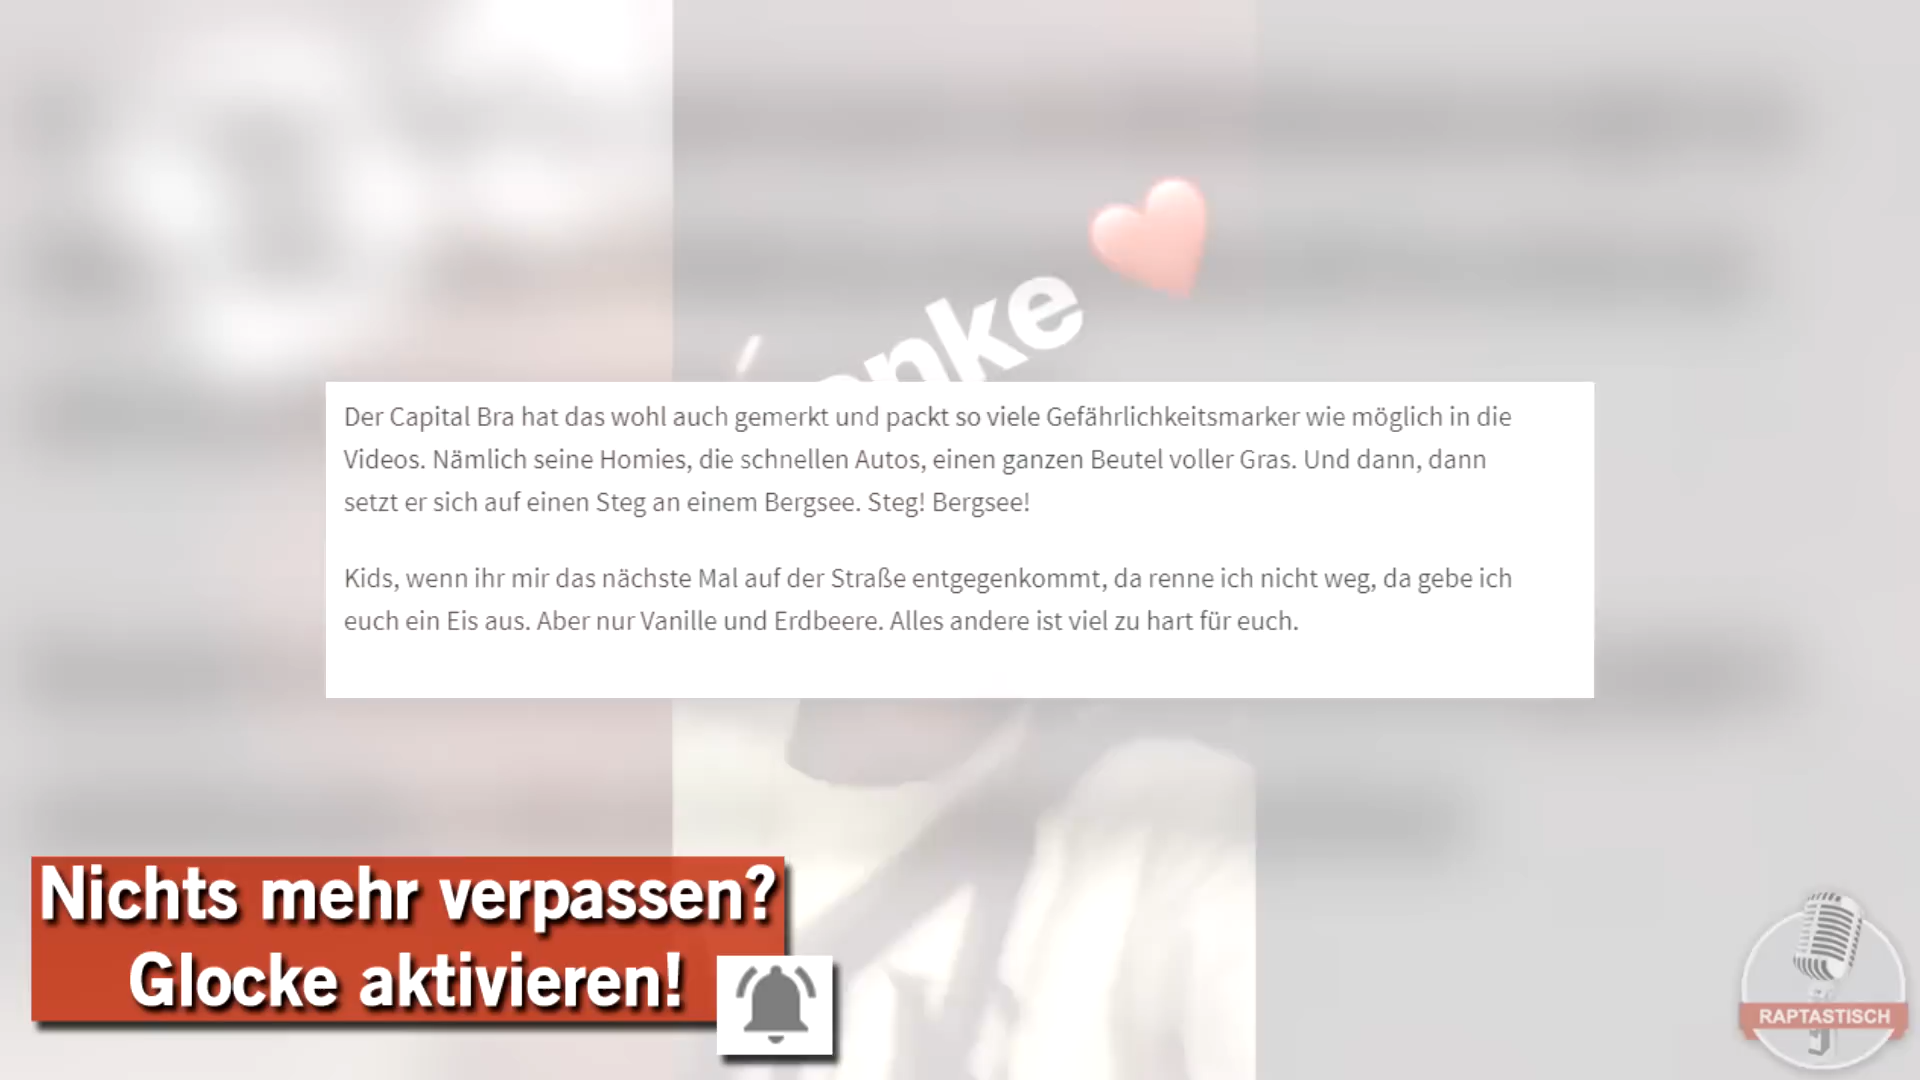 Der Capital Bra hat das wohl auch gemerkt und packt so viele Gefährlichkeitsmarker wie möglich in die
Videos. Nämlich seine Homies, die schnellen Autos, einen ganzen Beutel voller Gras. Und dann, dann
setzt er sich auf einen Steg an einem Bergsee. Steg! Bergsee!
Kids, wenn ihr mir das nächste Mal auf der Straße entgegenkommt, da renne ich nicht weg, da gebe ich
euch ein Eis aus. Aber nur Vanille und Erdbeere. Alles andere ist viel zu hart für euch.
Nichts mehr verpassen?
Glocke aktivieren!
RAPTASTISCH